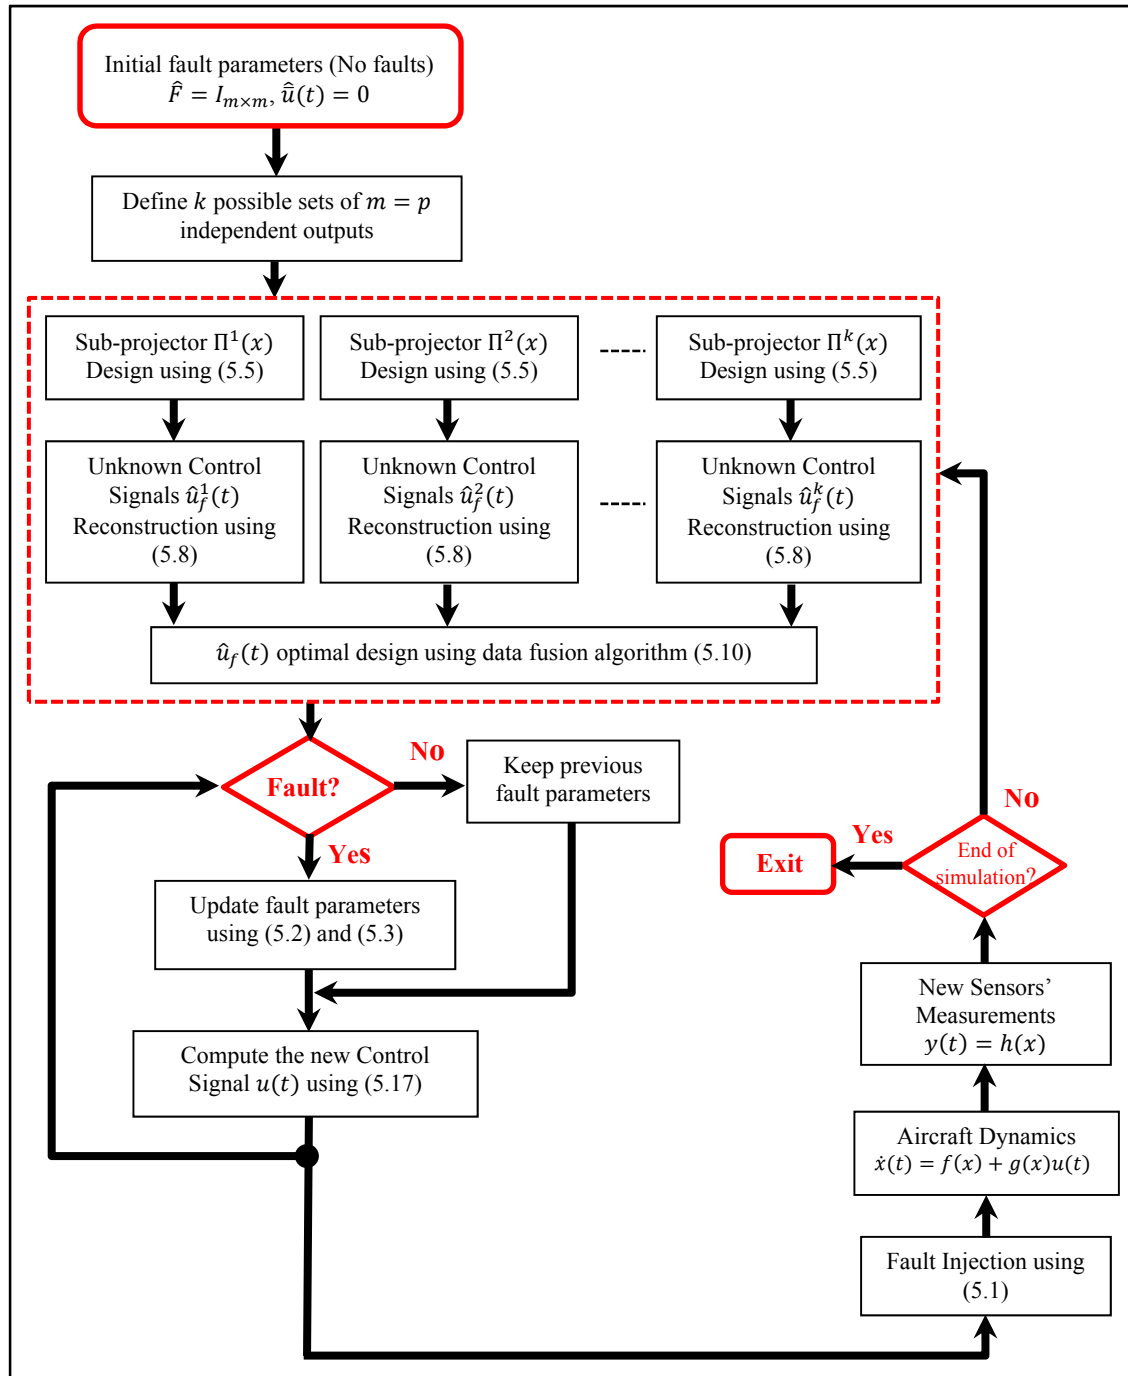 Initial fault parameters (No faults)
F̂ = I_{m×m}, ũ̂(t) = 0
Define k possible sets of m = p
independent outputs
Sub-projector Π¹(x)
Design using (5.5)
Sub-projector Π²(x)
Design using (5.5)
Sub-projector Πᵏ(x)
Design using (5.5)
Unknown Control
Signals û_f^1(t)
Reconstruction using
(5.8)
Unknown Control
Signals û_f^2(t)
Reconstruction using
(5.8)
Unknown Control
Signals û_f^k(t)
Reconstruction using
(5.8)
û_f(t) optimal design using data fusion algorithm (5.10)
Fault?
No
Keep previous
fault parameters
Yes
Update fault parameters
using (5.2) and (5.3)
Compute the new Control
Signal u(t) using (5.17)
No
Yes
Exit
End of
simulation?
New Sensors’
Measurements
y(t) = h(x)
Aircraft Dynamics
ẋ(t) = f(x) + g(x)u(t)
Fault Injection using
(5.1)